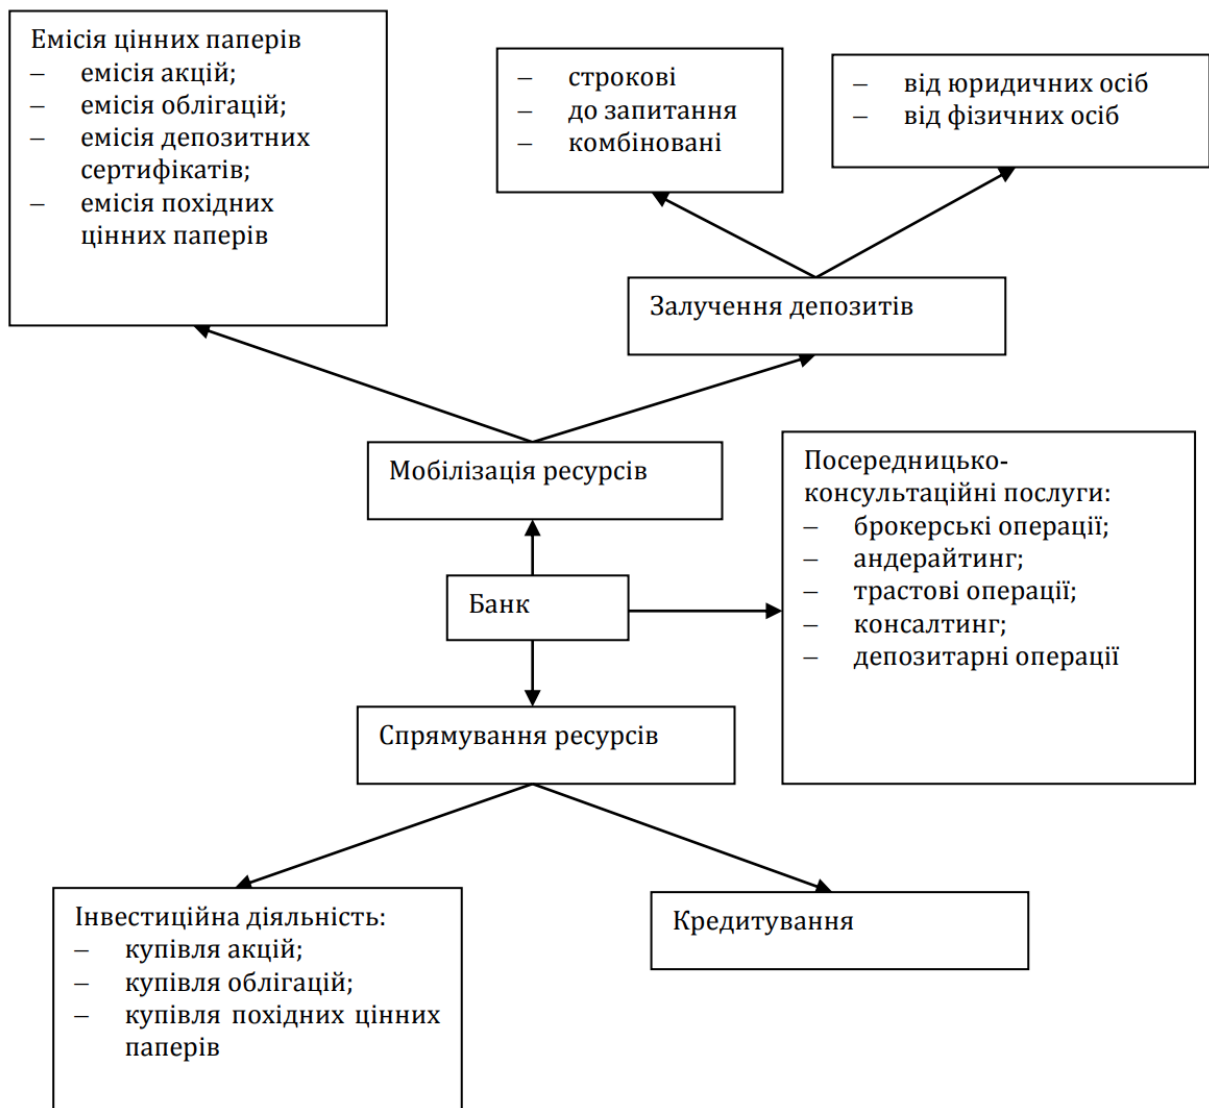 Емісія цінних паперів
– емісія акцій;
– емісія облігацій;
– емісія депозитних
сертифікатів;
– емісія похідних
цінних паперів
– строкові
– до запитання
– комбіновані
– від юридичних осіб
– від фізичних осіб
Залучення депозитів
Мобілізація ресурсів
Посередницько-
консультаційні послуги:
– брокерські операції;
– андерайтинг;
– трастові операції;
– консалтинг;
– депозитарні операції
Банк
Спрямування ресурсів
Інвестиційна діяльність:
– купівля акцій;
– купівля облігацій;
– купівля похідних цінних
паперів
Кредитування